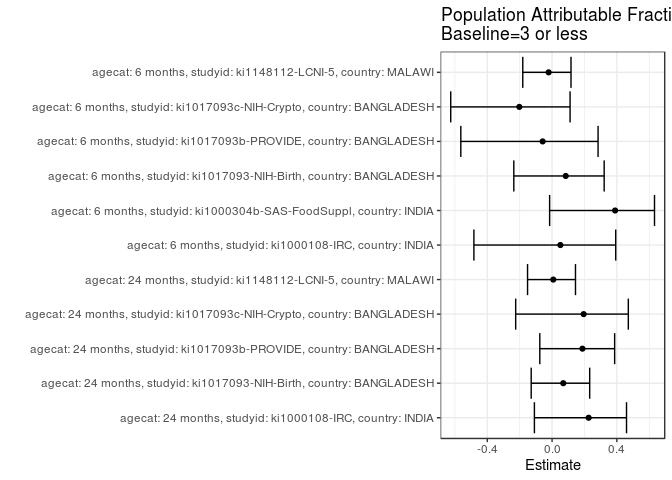 Population Attributable Fracti
Baseline=3 or less
agecat: 6 months, studyid: ki1148112-LCNI-5, country: MALAWI
agecat: 6 months, studyid: ki1017093c-NIH-Crypto, country: BANGLADESH
agecat: 6 months, studyid: ki1017093b-PROVIDE, country: BANGLADESH
agecat: 6 months, studyid: ki1017093-NIH-Birth, country: BANGLADESH
agecat: 6 months, studyid: ki1000304b-SAS-FoodSuppl, country: INDIA
agecat: 6 months, studyid: ki1000108-IRC, country: INDIA
agecat: 24 months, studyid: ki1148112-LCNI-5, country: MALAWI
agecat: 24 months, studyid: ki1017093c-NIH-Crypto, country: BANGLADESH
agecat: 24 months, studyid: ki1017093b-PROVIDE, country: BANGLADESH
agecat: 24 months, studyid: ki1017093-NIH-Birth, country: BANGLADESH
agecat: 24 months, studyid: ki1000108-IRC, country: INDIA
-0.4 0.0 0.4
Estimate